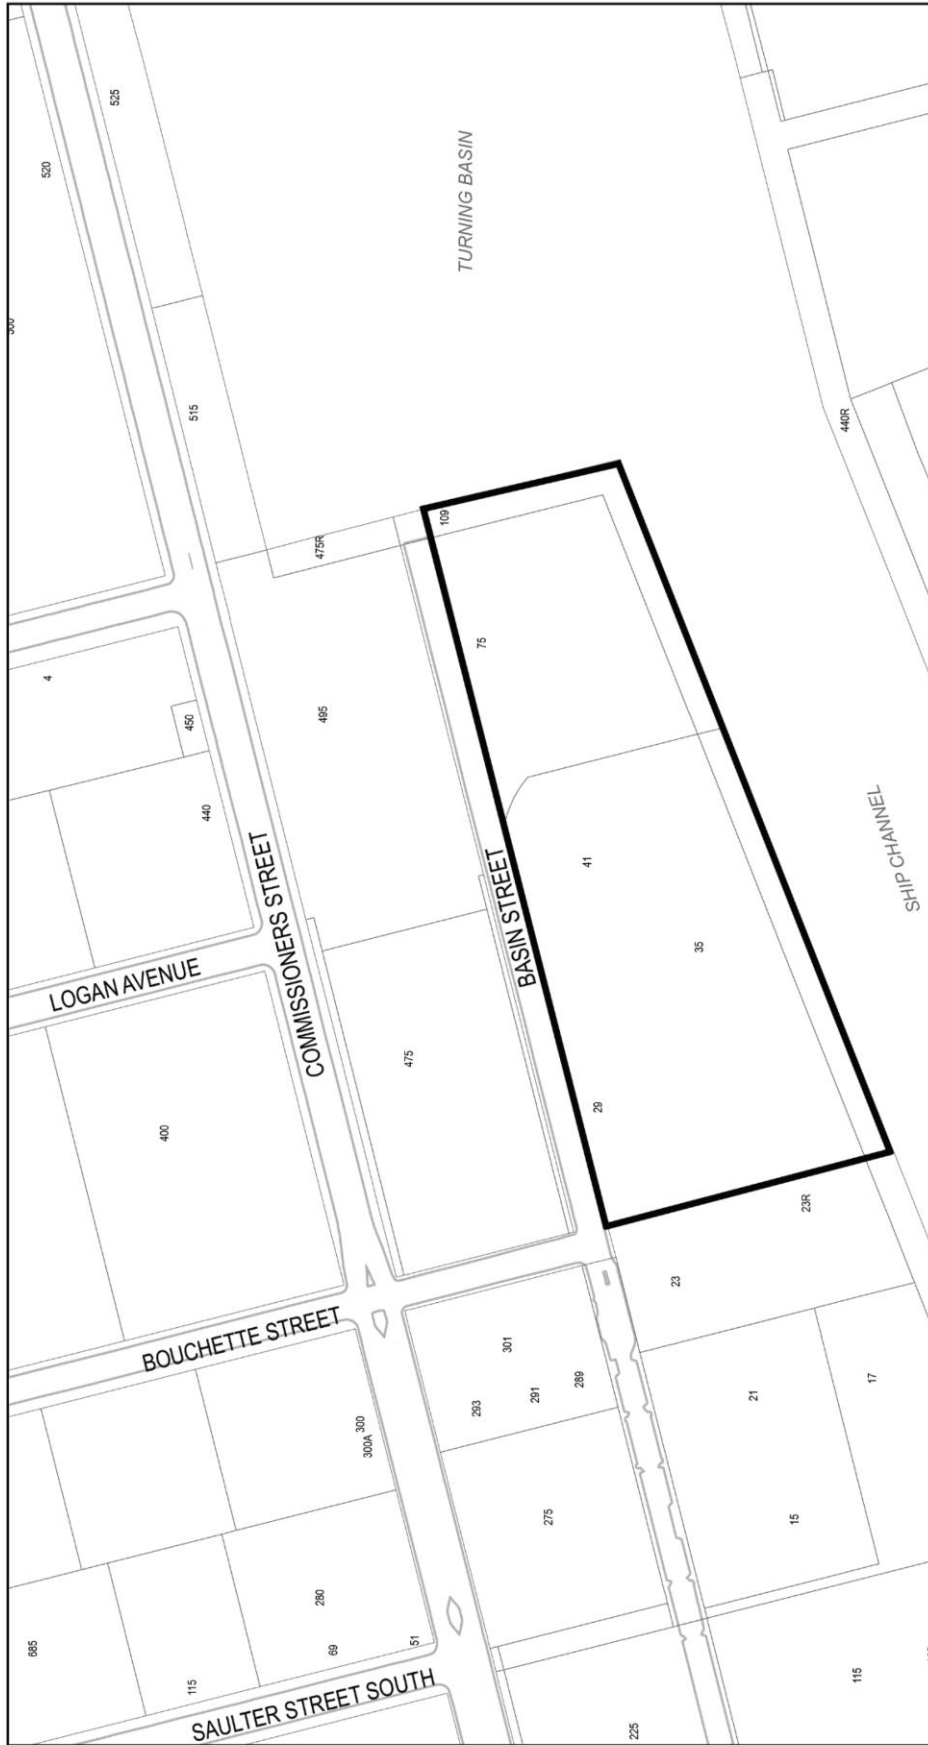 525
520
TURNING BASIN
515
440R
109
475R
75
4
495
450
440
COMMISSIONERS STREET
SHIP CHANNEL
41
BASIN STREET
35
LOGAN AVENUE
475
29
400
23R
23
BOUCHETTE STREET
301
289
291
293
21
17
300
300A
275
15
280
69
51
685
115
SAULTER STREET SOUTH
225
115